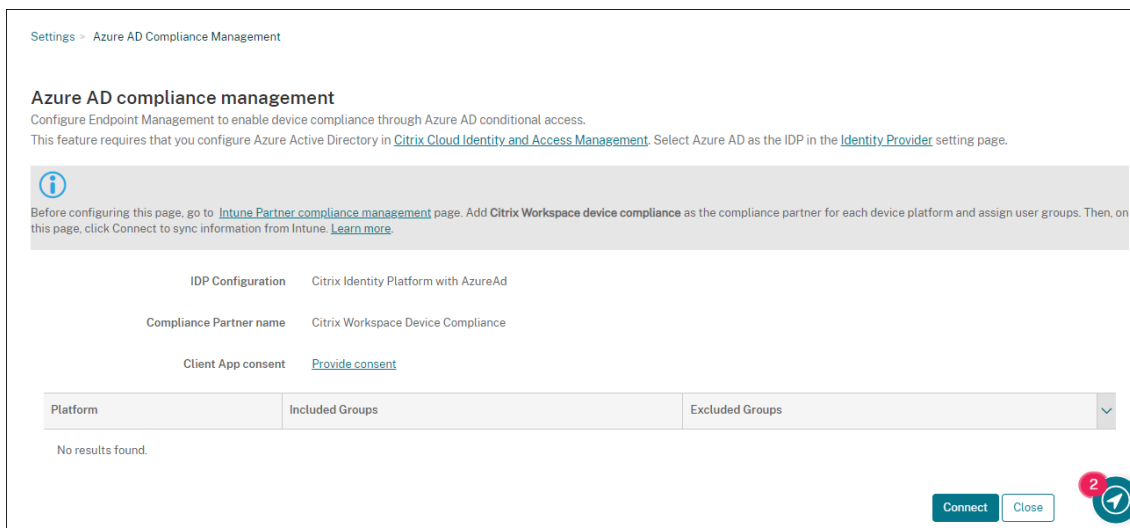 Settings > Azure AD Compliance Management
Azure AD compliance management
Configure Endpoint Management to enable device compliance through Azure AD conditional access.
This feature requires that you configure Azure Active Directory in Citrix Cloud Identity and Access Management. Select Azure AD as the IDP in the Identity Provider setting page.
Before configuring this page, go to Intune Partner compliance management page. Add Citrix Workspace device compliance as the compliance partner for each device platform and assign user groups. Then, on
this page, click Connect to sync information from Intune. Learn more.
IDP Configuration Citrix Identity Platform with AzureAd
Compliance Partner name Citrix Workspace Device Compliance
Client App consent Provide consent
Platform Included Groups Excluded Groups
No results found.
2
Connect Close